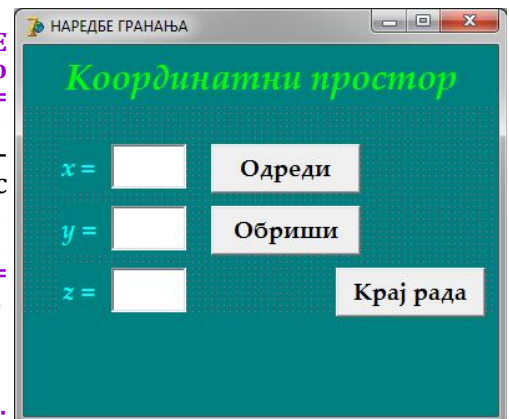 НАРЕДБЕ ГРАНАЊА
Координатни простор
x =
Одреди
y =
Обриши
z =
Крај рада